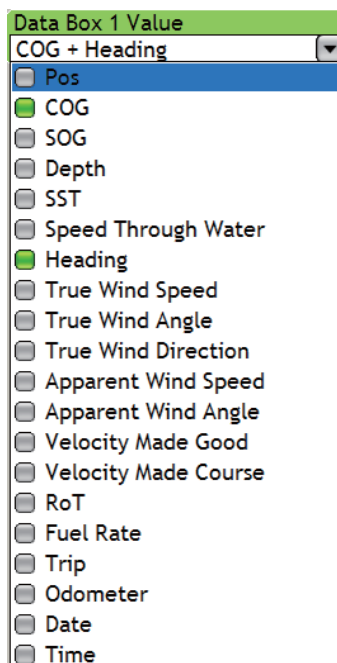 Data Box 1 Value
COG + Heading
Pos
COG
SOG
Depth
SST
Speed Through Water
Heading
True Wind Speed
True Wind Angle
True Wind Direction
Apparent Wind Speed
Apparent Wind Angle
Velocity Made Good
Velocity Made Course
RoT
Fuel Rate
Trip
Odometer
Date
Time